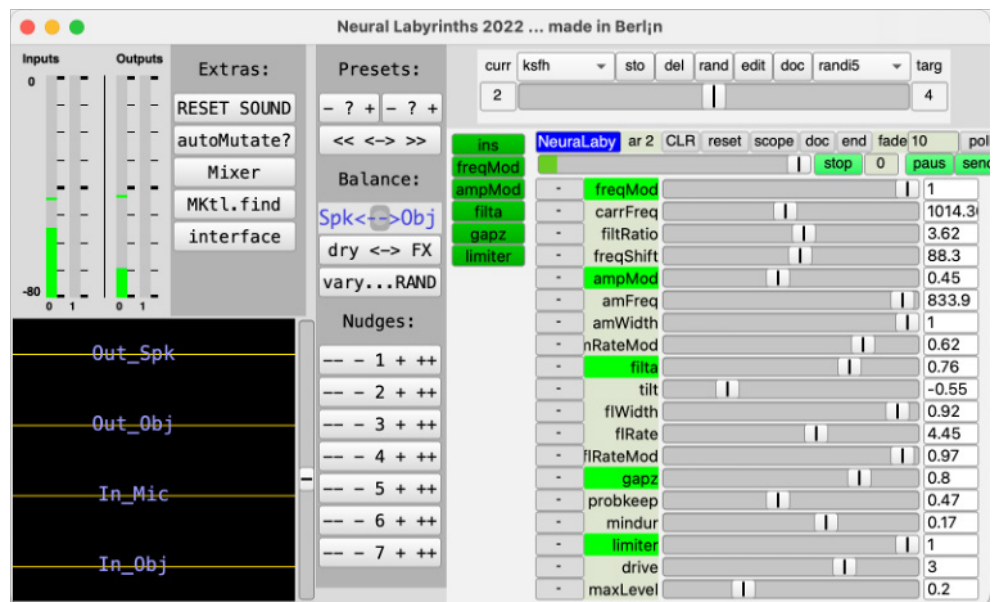 Neural Labyrinths 2022 ... made in Berl¡n
Inputs
Outputs
0
-80
0 1
0 1
Extras:
RESET SOUND
autoMutate?
Mixer
MKtl.find
interface
Out_Spk
Out_Obj
In_Mic
In_Obj
Presets:
- ? + - ? +
<< <-> >>
Balance:
Spk<-->Obj
dry <-> FX
vary...RAND
Nudges:
-- - 1 + ++
-- - 2 + ++
-- - 3 + ++
-- - 4 + ++
-- - 5 + ++
-- - 6 + ++
-- - 7 + ++
curr ksfh sto del rand edit doc randi5 targ
2 4
ins
freqMod
ampMod
filta
gapz
limiter
NeuraLaby ar 2 CLR reset scope doc end fade 10 poll
stop 0 paus send
- freqMod 1
- carrFreq 1014.3
- filtRatio 3.62
- freqShift 88.3
- ampMod 0.45
- amFreq 833.9
- amWidth 1
- nRateMod 0.62
- filta 0.76
- tilt -0.55
- flWidth 0.92
- flRate 4.45
- flRateMod 0.97
- gapz 0.8
- probkeep 0.47
- mindur 0.17
- limiter 1
- drive 3
- maxLevel 0.2